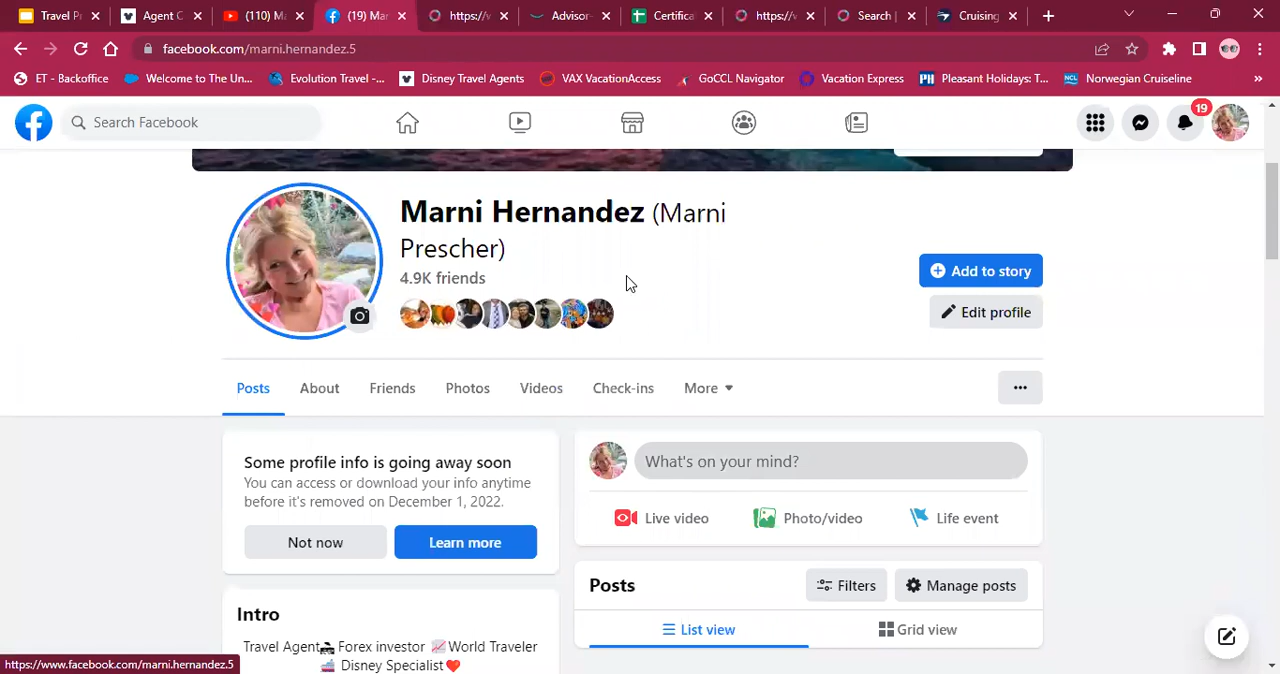 Travel Pr
Agent C
(110) Ma
(19) Mar
https://v
Advisor-
Certifica
https://v
Search |
Cruising
facebook.com/marni.hernandez.5
ET - Backoffice
Welcome to The Un...
Evolution Travel -...
Disney Travel Agents
VAX VacationAccess
GoCCL Navigator
Vacation Express
Pleasant Holidays: T...
Norwegian Cruiseline
»
Search Facebook
19
Marni Hernandez (Marni
Prescher)
4.9K friends
Add to story
Edit profile
Posts
About
Friends
Photos
Videos
Check-ins
More
Some profile info is going away soon
You can access or download your info anytime
before it's removed on December 1, 2022.
Not now
Learn more
What's on your mind?
Live video
Photo/video
Life event
Posts
Filters
Manage posts
List view
Grid view
Intro
Travel Agent Forex investor World Traveler
Disney Specialist
https://www.facebook.com/marni.hernandez.5